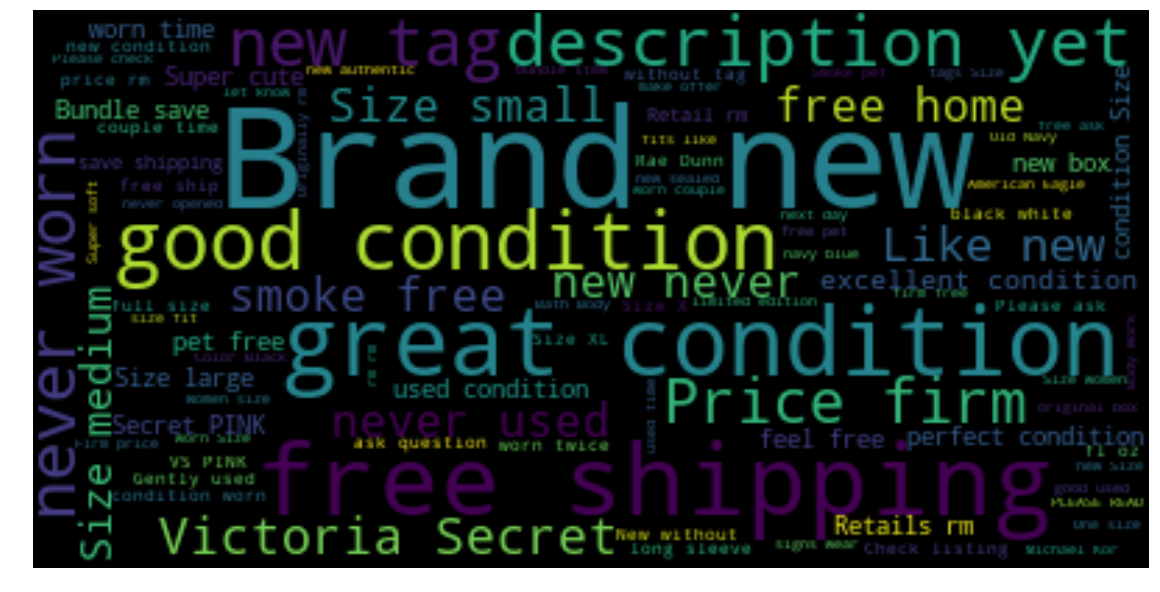 worn time
new condition
Please check
price rm
Super cute
new tag
new authentic
bundle item
description yet
without tag
make offer
smoke pet
tags size
let know
Bundle save
couple time
Size small
Retail rm
free home
free ask
Old Navy
originally rm
Brand new
fits like
Rae Dunn
new sealed
worn couple
new box
American Eagle
condition Size
save shipping
free ship
never opened
Super soft
never worn
good condition
next day
free pet
navy blue
black white
Like new
new never
excellent condition
firm free
full size
size fit
smoke free
Math Body
Size X
limited edition
Please ask
pet free
Color Black
great condition
Size XL
Size medium
Size large
women size
rm rm
used condition
Body work
Size women
Secret PINK
Firm price
worn size
never used
used time
Price firm
original box
ask question
worn twice
feel free
perfect condition
fl oz
VS PINK
Gently used
condition worn
free shipping
new size
good used
PLEASE READ
Victoria Secret
New without
long sleeve
signs wear
Retails rm
Check listing
one size
Michael Kor